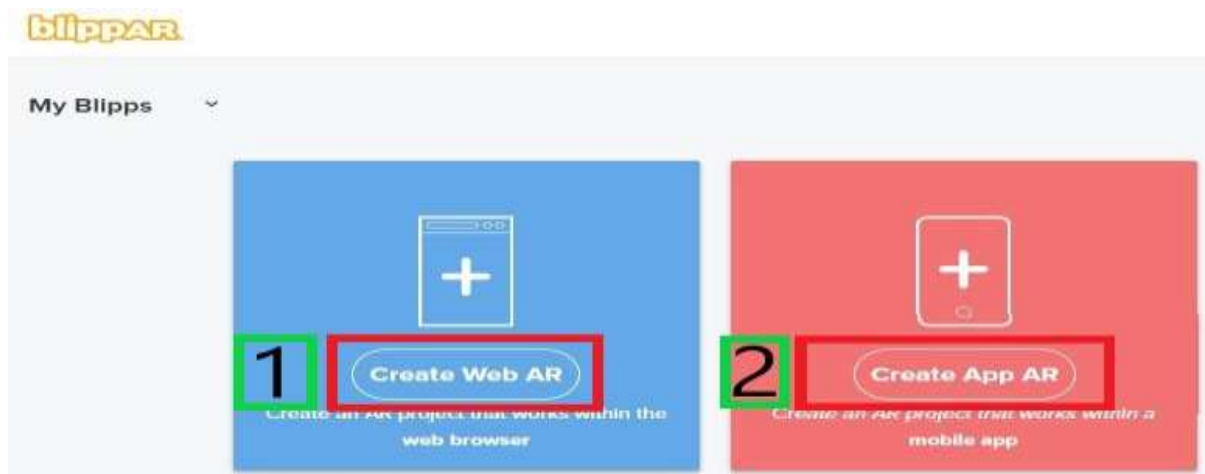 blippAR
My Blipps
1
Create Web AR
Create an AR project that works within the
web browser
2
Create App AR
Create an AR project that works within a
mobile app